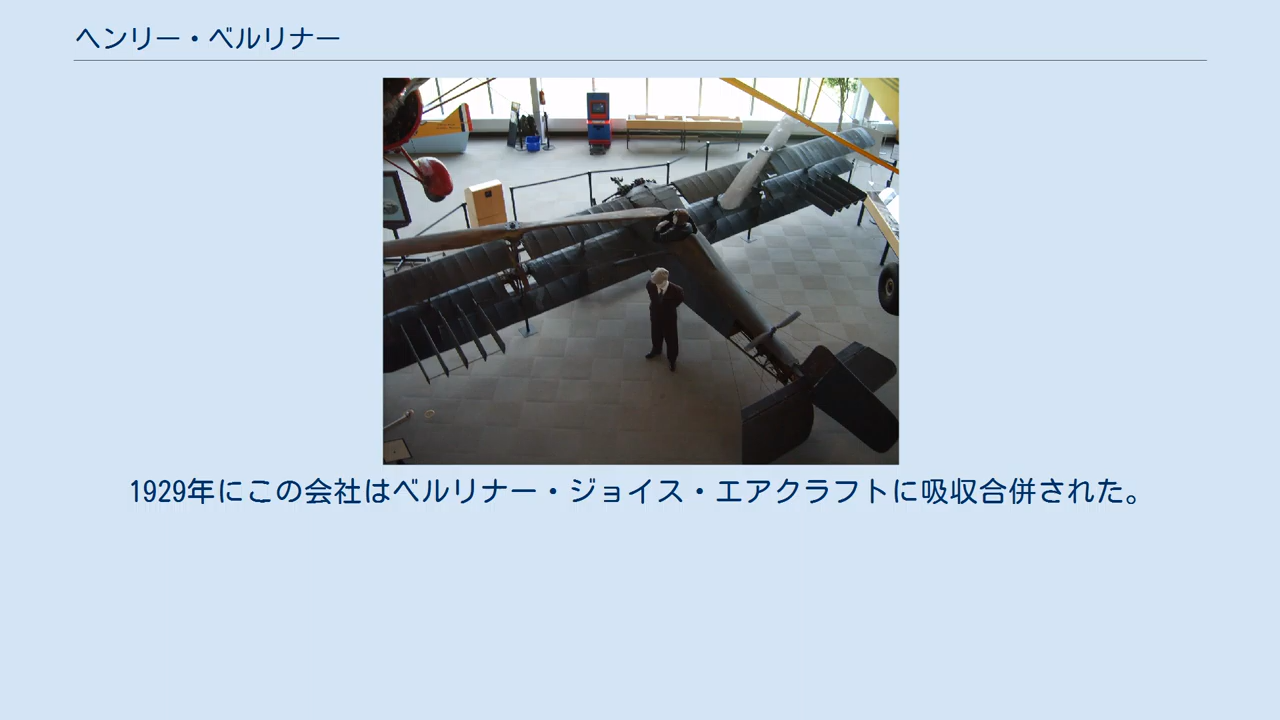 ヘンリー・ベルリナー
1929年にこの会社はベルリナー・ジョイス・エアクラフトに吸収合併された。